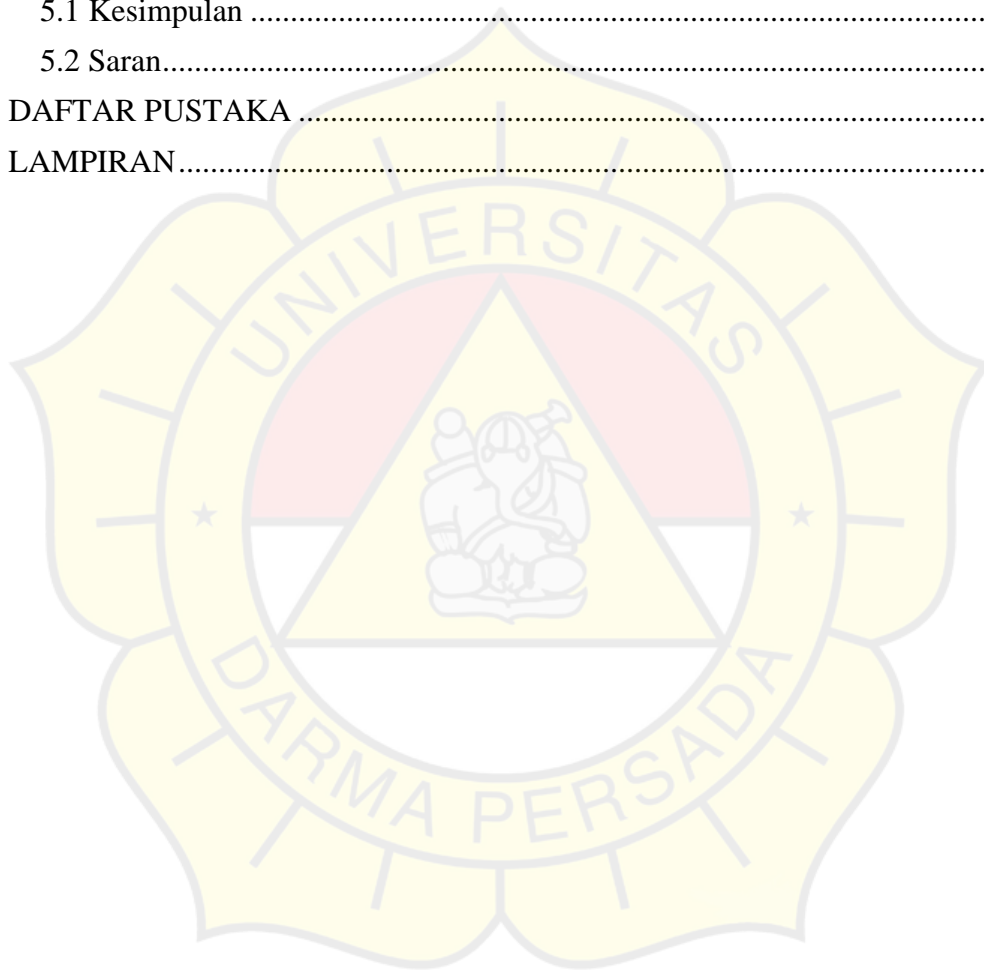 5.1 Kesimpulan ............................................................................................
5.2 Saran.......................................................................................................
DAFTAR PUSTAKA ......................................................................................
LAMPIRAN.....................................................................................................
UNIVERSITAS
DARMA PERSADA